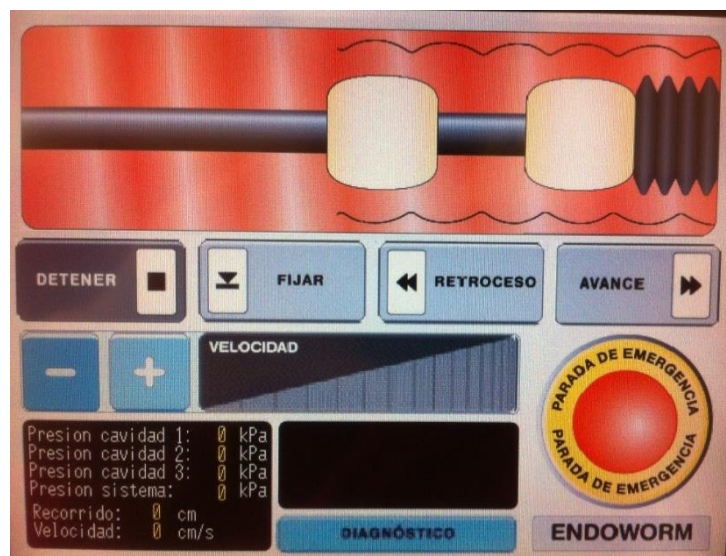 DETENER
FIJAR
RETROCESO
AVANCE
VELOCIDAD
-
+
PARADA DE EMERGENCIA
PARADA DE EMERGENCIA
Presion cavidad 1: 0 kPa
Presion cavidad 2: 0 kPa
Presion cavidad 3: 0 kPa
Presion sistema: 0 kPa
Recorrido: 0 cm
Velocidad: 0 cm/s
DIAGNÓSTICO
ENDOWORM